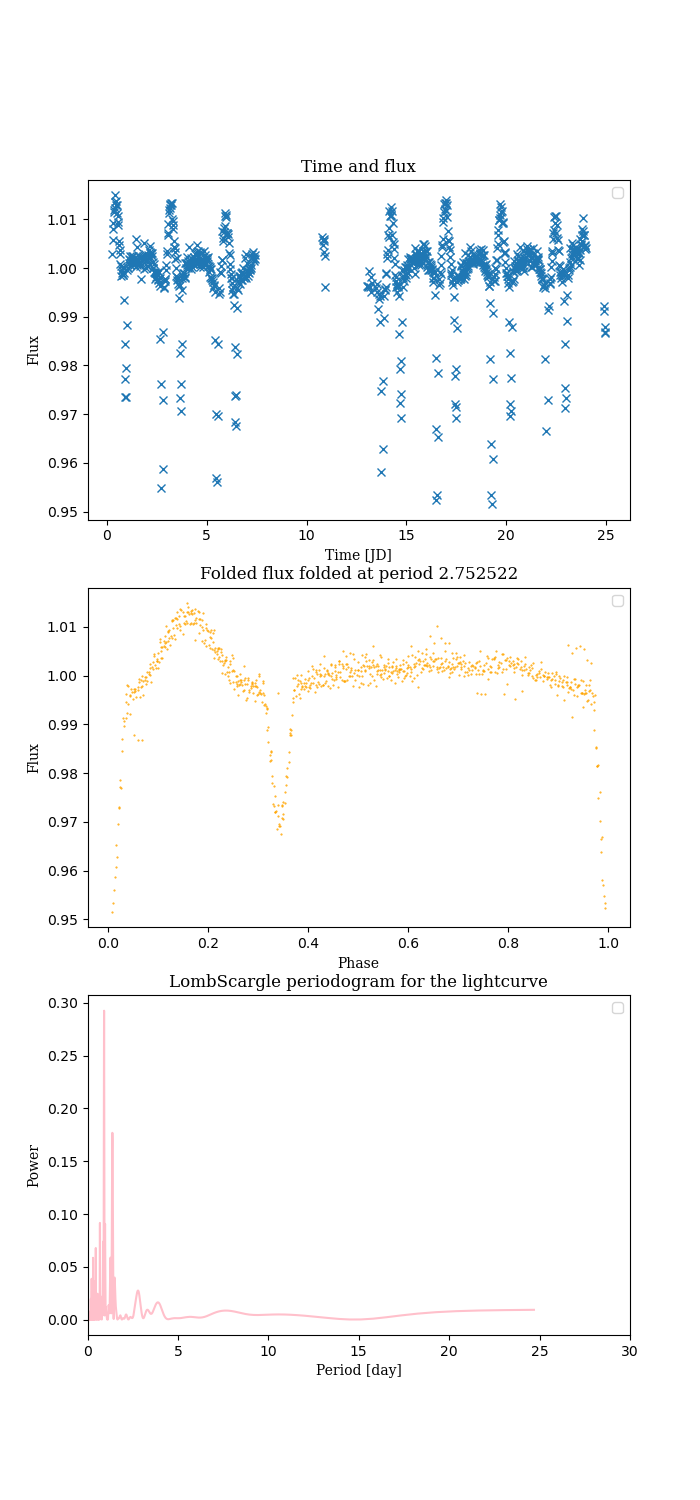 Time and flux
1.01
1.00
0.99
0.98
0.97
0.96
0.95
Flux
0 5 10 15 20 25
Time [JD]
Folded flux folded at period 2.752522
1.01
1.00
0.99
0.98
0.97
0.96
0.95
Flux
0.0 0.2 0.4 0.6 0.8 1.0
Phase
LombScargle periodogram for the lightcurve
0.30
0.25
0.20
0.15
0.10
0.05
0.00
Power
0 5 10 15 20 25 30
Period [day]